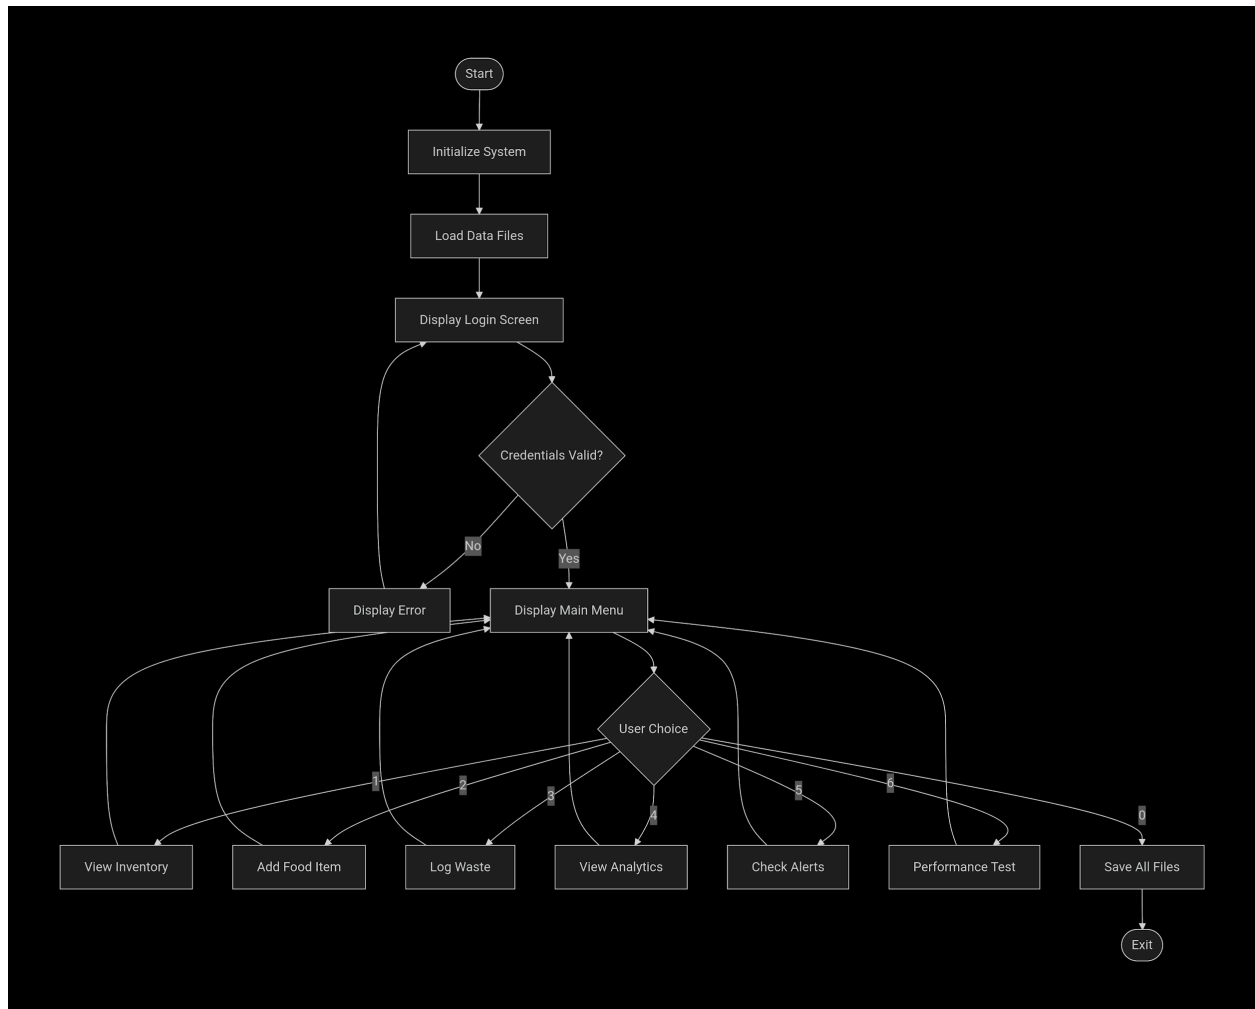 Start
Initialize System
Load Data Files
Display Login Screen
Credentials Valid?
No
Yes
Display Error
Display Main Menu
User Choice
1
2
3
4
5
6
0
View Inventory
Add Food Item
Log Waste
View Analytics
Check Alerts
Performance Test
Save All Files
Exit